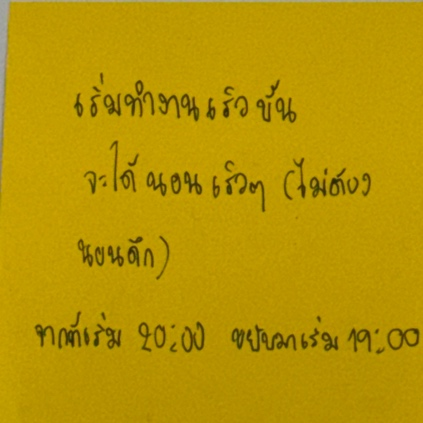 เริ่มทำงานเร็วขึ้น
จะได้นอนเร็วๆ (ไม่ต้อง
นอนดึก)
จากที่เริ่ม 20:00 ขยับมาเริ่ม 19:00